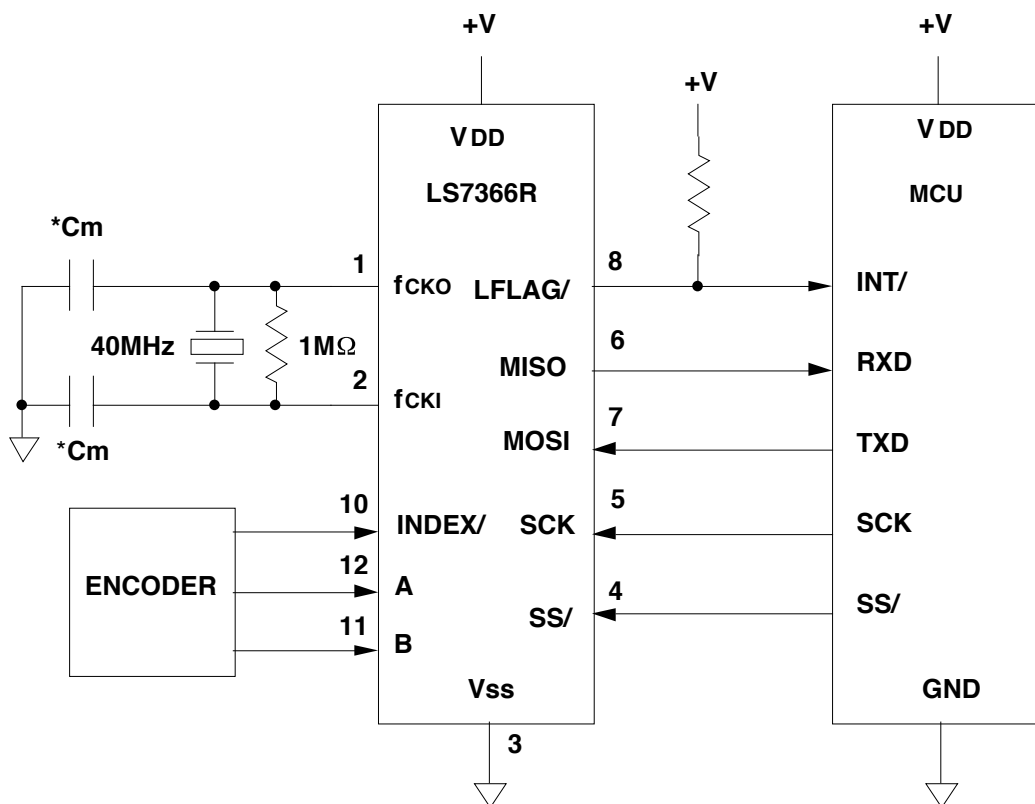 +V
+V
+V
VDD
VDD
LS7366R
MCU
*Cm
1
fCKO
LFLAG/
8
INT/
40MHz
1MΩ
MISO
6
RXD
2
fCKI
*Cm
MOSI
7
TXD
10
INDEX/
SCK
5
SCK
ENCODER
12
A
SS/
4
SS/
11
B
Vss
GND
3